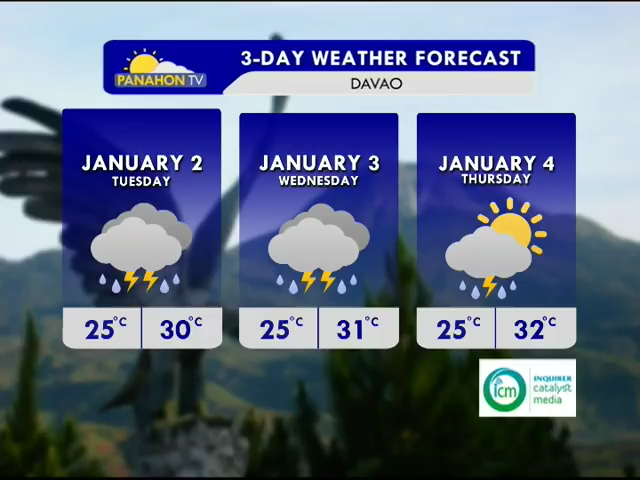 PANAHON TV
3-DAY WEATHER FORECAST
DAVAO
JANUARY 2
TUESDAY
25°C 30°C
JANUARY 3
WEDNESDAY
25°C 31°C
JANUARY 4
THURSDAY
25°C 32°C
icm
INQUIRER
catalyst
media